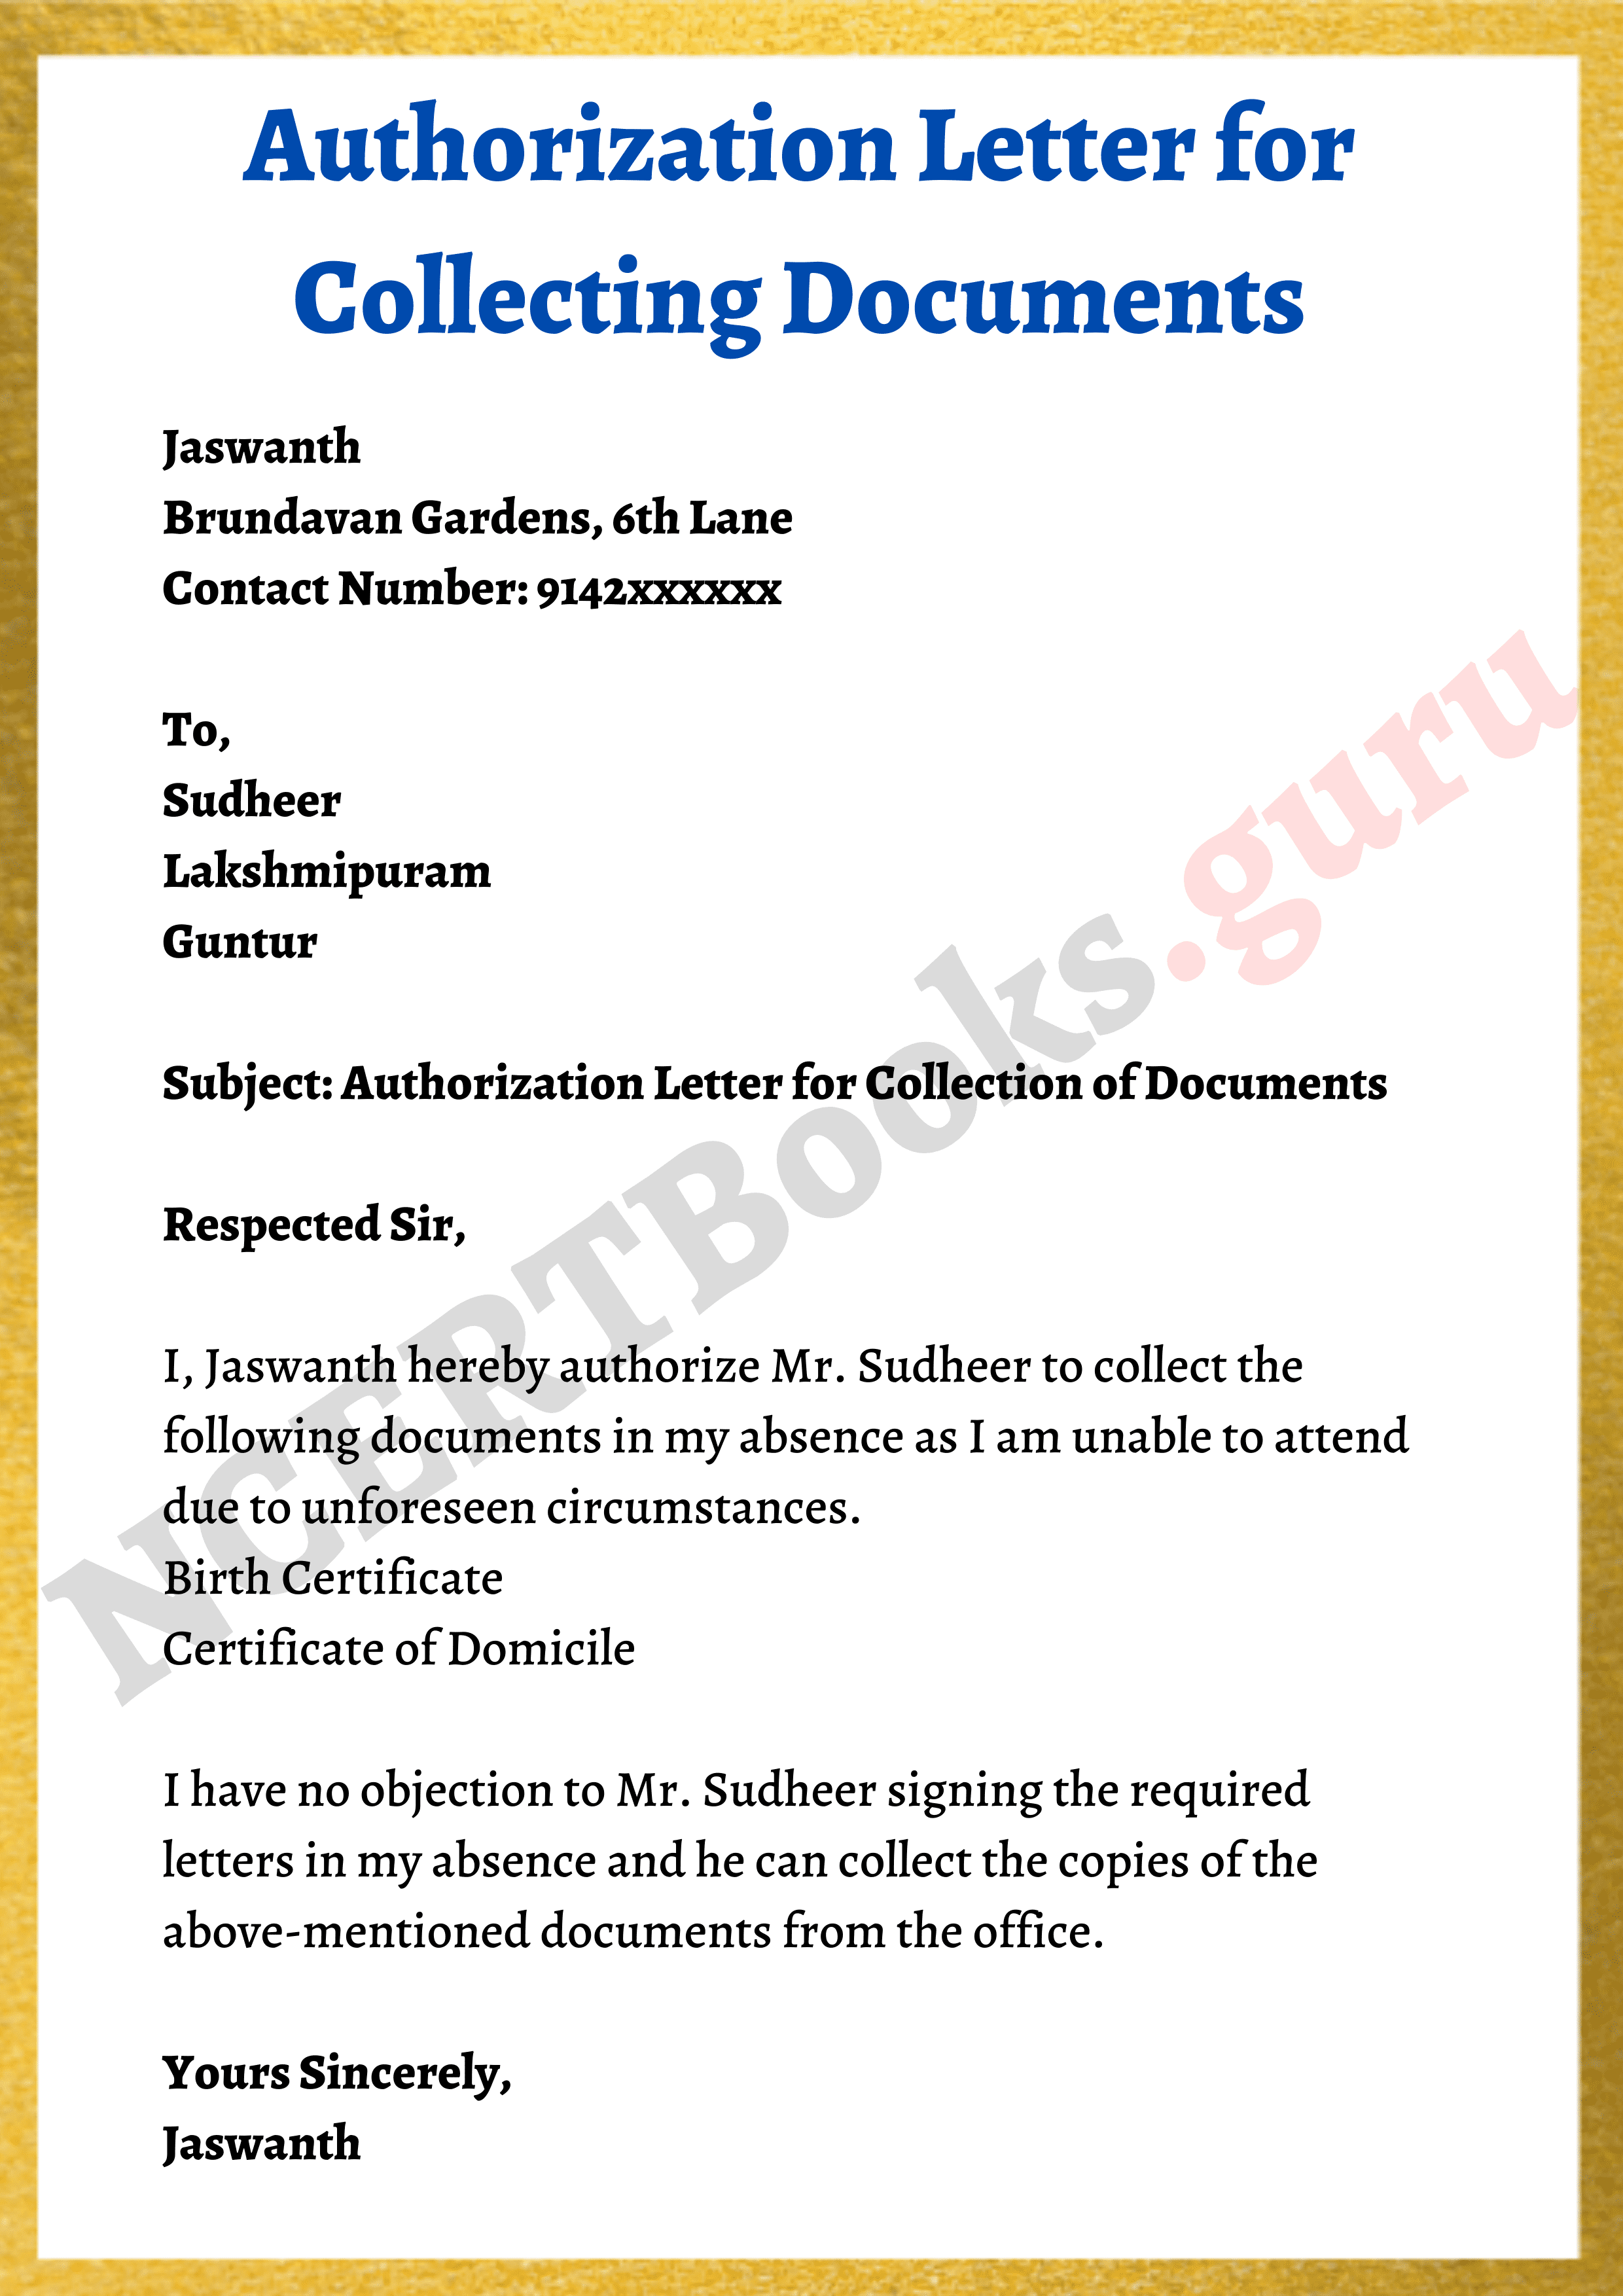 Authorization Letter for
Collecting Documents
Jaswanth
Brundavan Gardens, 6th Lane
Contact Number: 9142xxxxxx
To,
Sudheer
Lakshmipuram
Guntur
Subject: Authorization Letter for Collection of Documents
Respected Sir,
I, Jaswanth hereby authorize Mr. Sudheer to collect the
following documents in my absence as I am unable to attend
due to unforeseen circumstances.
Birth Certificate
Certificate of Domicile
I have no objection to Mr. Sudheer signing the required
letters in my absence and he can collect the copies of the
above-mentioned documents from the office.
Yours Sincerely,
Jaswanth
NCERTBooks.guru